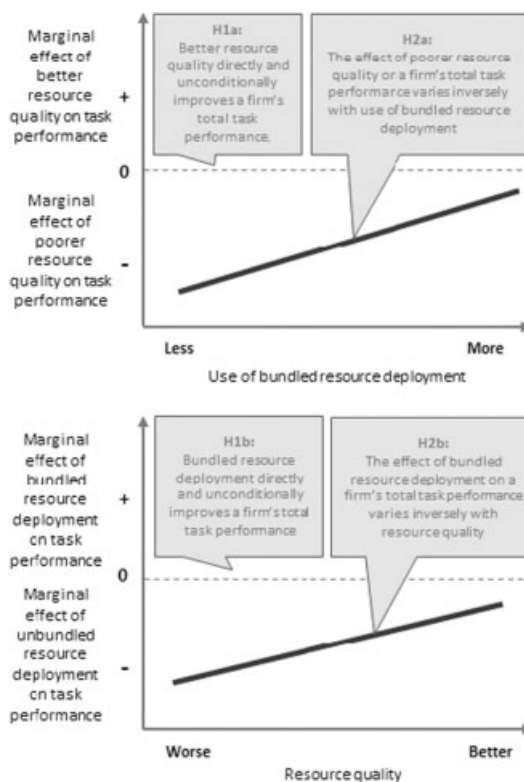 Marginal
effect of
better
resource
quality on task
performance
+
0
Marginal
effect of
poorer
resource
quality on task
performance
-
H1a:
Better resource
quality directly and
unconditionally
improves a firm's
total task
performance.
H2a:
The effect of poorer resource
quality or a firm's total task
performance varies inversely
with use of bundled resource
deployment
Less
More
Use of bundled resource deployment
Marginal
effect of
bundled
resource
deployment
cn task
performance
+
0
Marginal
effect of
unbundled
resource
deployment
cn task
performance
-
H1b:
Bundled resource
deployment directly
and unconditionally
improves a firm's total
task performance
H2b:
The effect of bundled
resource deployment on a
firm's total task performance
varies inversely with
resource quality
Worse
Better
Resource quality